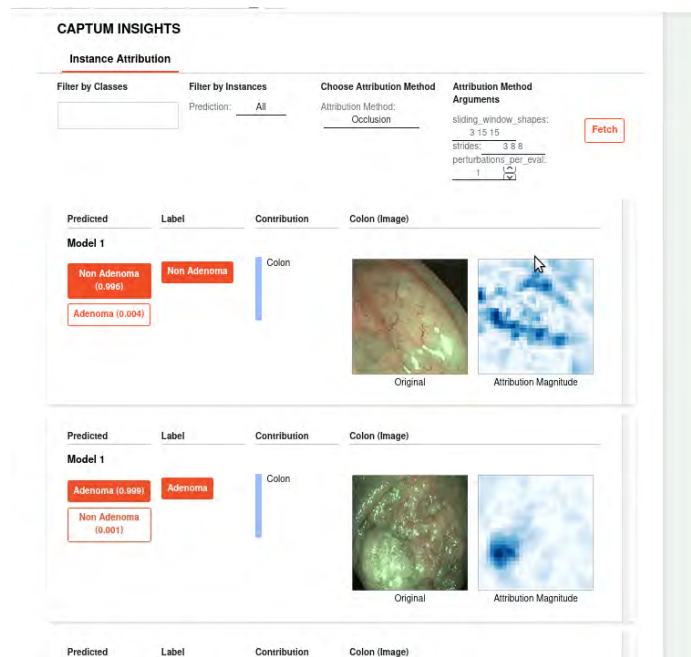 CAPTUM INSIGHTS
Instance Attribution
Filter by Classes
Filter by Instances
Prediction: All
Choose Attribution Method
Attribution Method:
Occlusion
Attribution Method
Arguments
sliding_window_shapes:
3 15 15
strides: 3 8 8
perturbations_per_eval:
1
Fetch
Predicted Label Contribution Colon (Image)
Model 1
Non Adenoma
(0.996)
Adenoma (0.004)
Non Adenoma
Colon
Original Attribution Magnitude
Predicted Label Contribution Colon (Image)
Model 1
Adenoma (0.999)
Non Adenoma
(0.001)
Adenoma
Colon
Original Attribution Magnitude
Predicted Label Contribution Colon (Image)